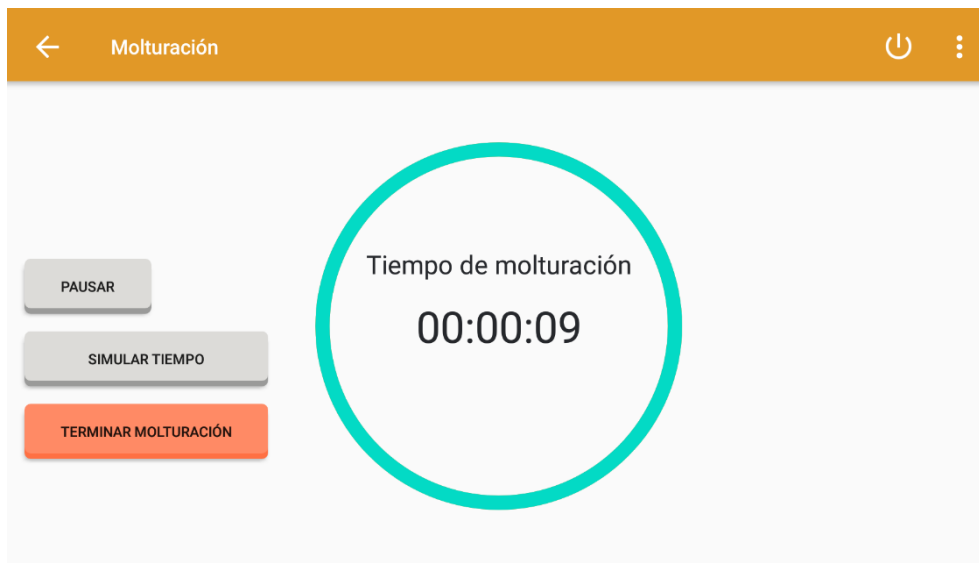 Molturación
Tiempo de molturación
00:00:09
PAUSAR
SIMULAR TIEMPO
TERMINAR MOLTURACIÓN